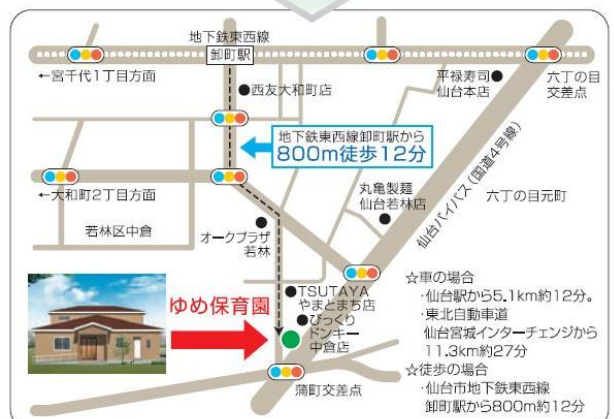 地下鉄東西線
卸町駅
←宮千代1丁目方面
西友大和町店
平禄寿司
仙台本店
六丁の目
交差点
地下鉄東西線卸町駅から
800m徒歩12分
仙台バイパス(国道4号線)
←大和町2丁目方面
丸亀製麺
仙台若林店
六丁の目元町
若林区中倉
オークプラザ
若林
ゆめ保育園
TSUTAYA
やまとまち店
びっくり
ドンキー
中倉店
蒲町交差点
☆車の場合
・仙台駅から5.1km約12分。
・東北自動車道
仙台宮城インターチェンジから
11.3km約27分
☆徒歩の場合
・仙台市地下鉄東西線
卸町駅から800m約12分